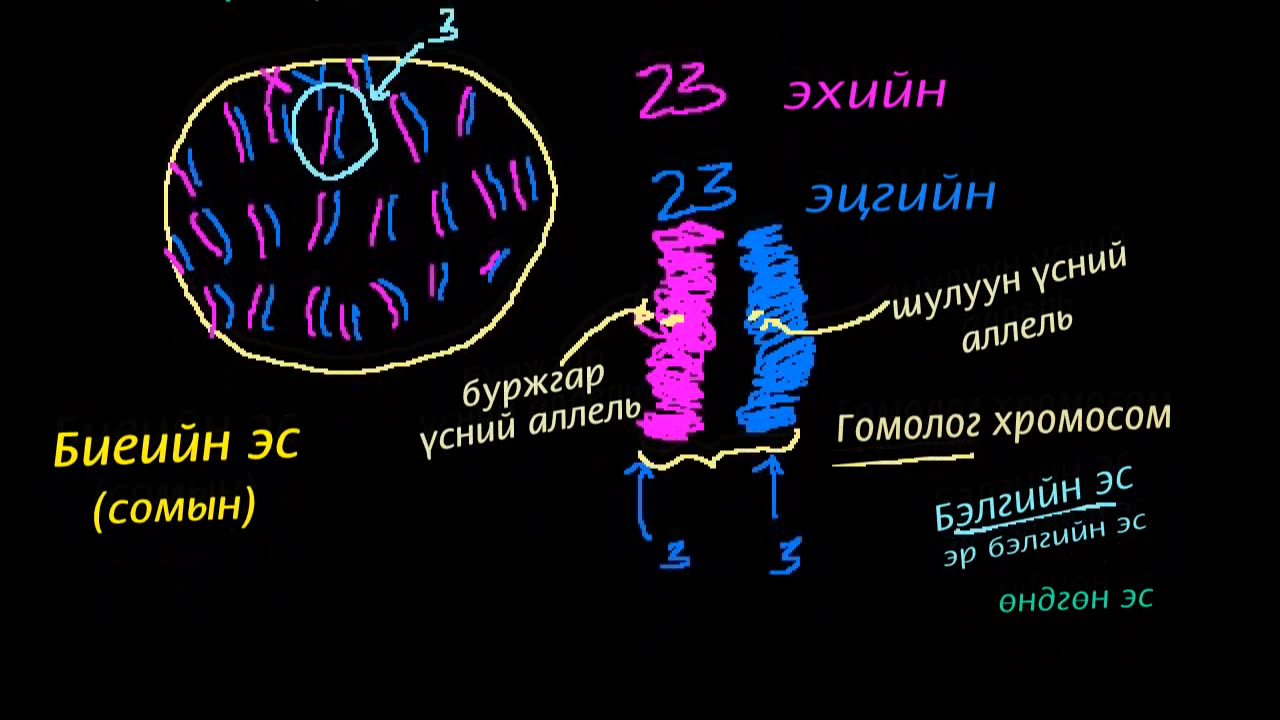 3
23 эхийн
23 эцгийн
шулуун үсний
аллель
буржгар
үсний аллель
Биеийн эс
(сомын)
Гомолог хромосом
Бэлгийн эс
эр бэлгийн эс
3 3
өндгөн эс